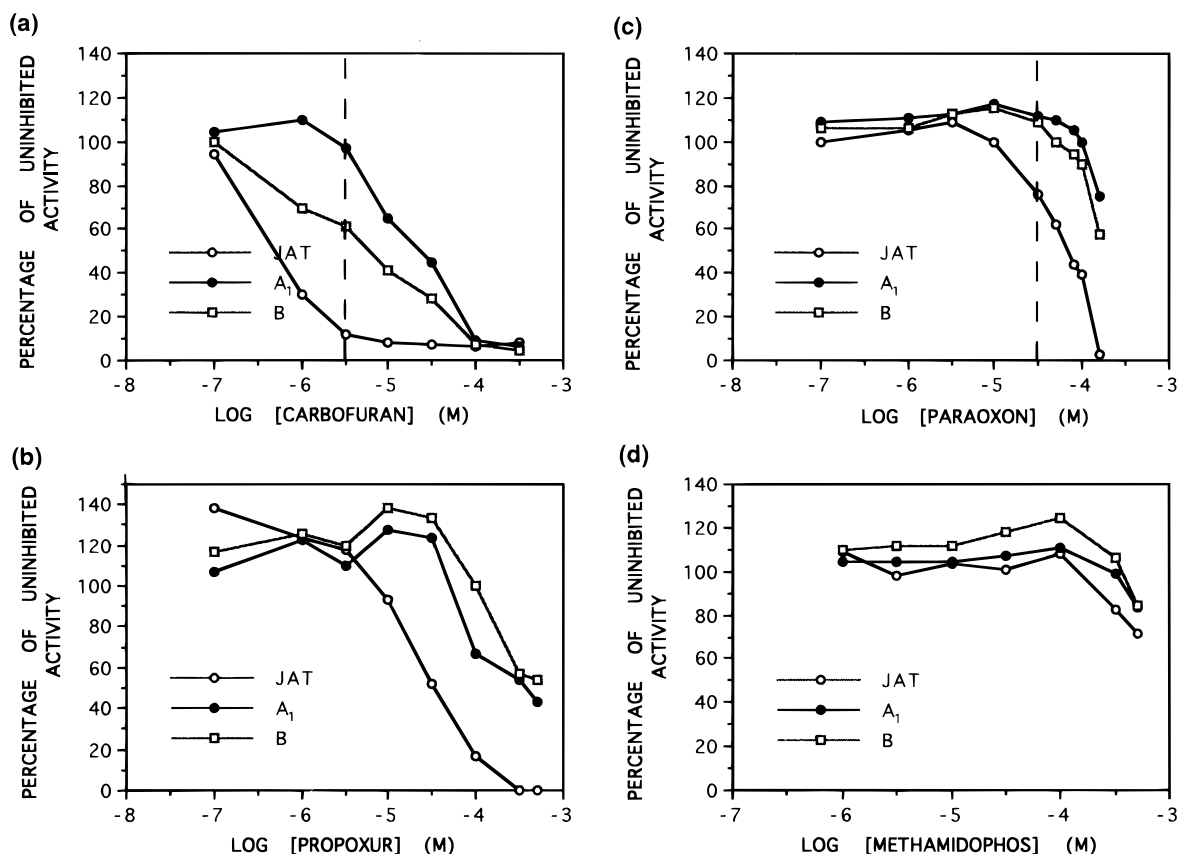 (a)
PERCENTAGE OF UNINHIBITED
ACTIVITY
140
120
100
80
60
40
20
0
JAT
A₁
B
-8 -7 -6 -5 -4 -3
LOG [CARBOFURAN] (M)
(b)
PERCENTAGE OF UNINHIBITED
ACTIVITY
140
120
100
80
60
40
20
0
JAT
A₁
B
-8 -7 -6 -5 -4 -3
LOG [PROPOXUR] (M)
(c)
PERCENTAGE OF UNINHIBITED
ACTIVITY
140
120
100
80
60
40
20
0
JAT
A₁
B
-8 -7 -6 -5 -4 -3
LOG [PARAOXON] (M)
(d)
PERCENTAGE OF UNINHIBITED
ACTIVITY
140
120
100
80
60
40
20
0
JAT
A₁
B
-7 -6 -5 -4 -3
LOG [METHAMIDOPHOS] (M)